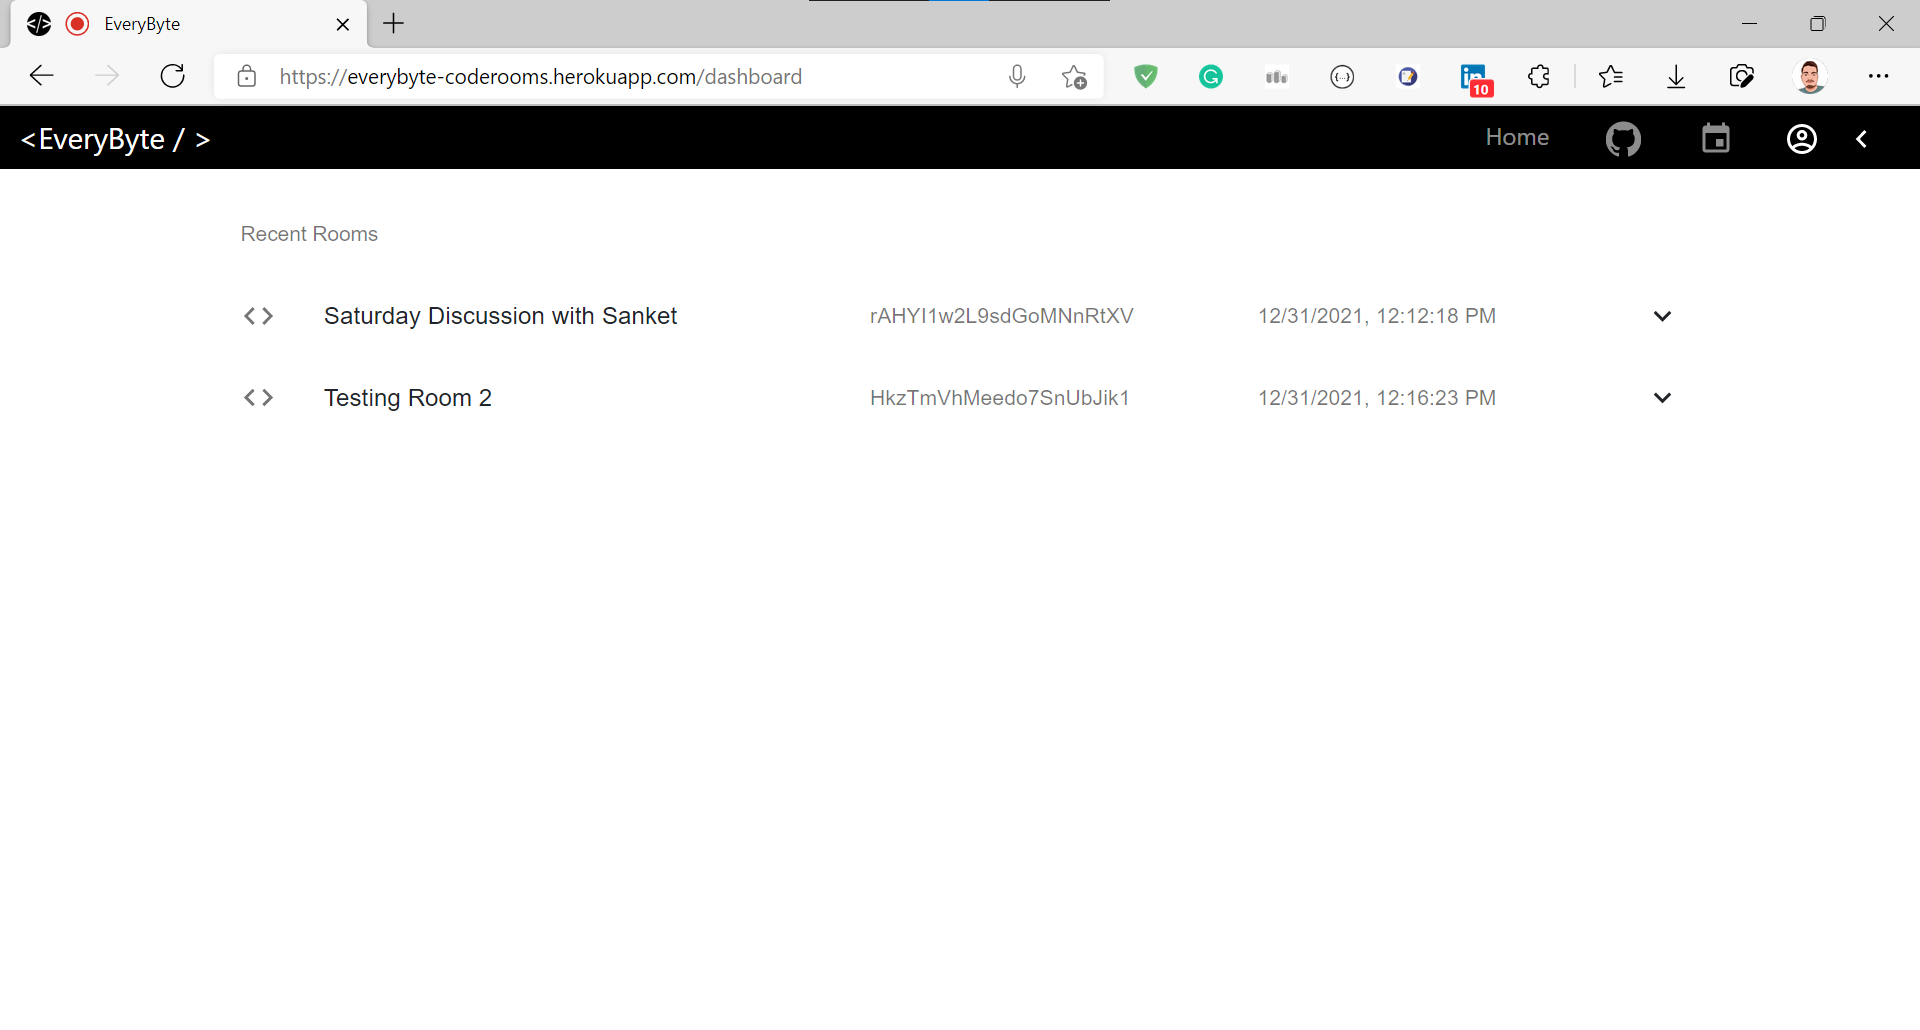 EveryByte
https://everybyte-coderooms.herokuapp.com/dashboard
in 10
<EveryByte / >
Home
Recent Rooms
Saturday Discussion with Sanket rAHYI1w2L9sdGoMNnRtXV 12/31/2021, 12:12:18 PM
Testing Room 2 HkzTmVhMeedo7SnUbJik1 12/31/2021, 12:16:23 PM